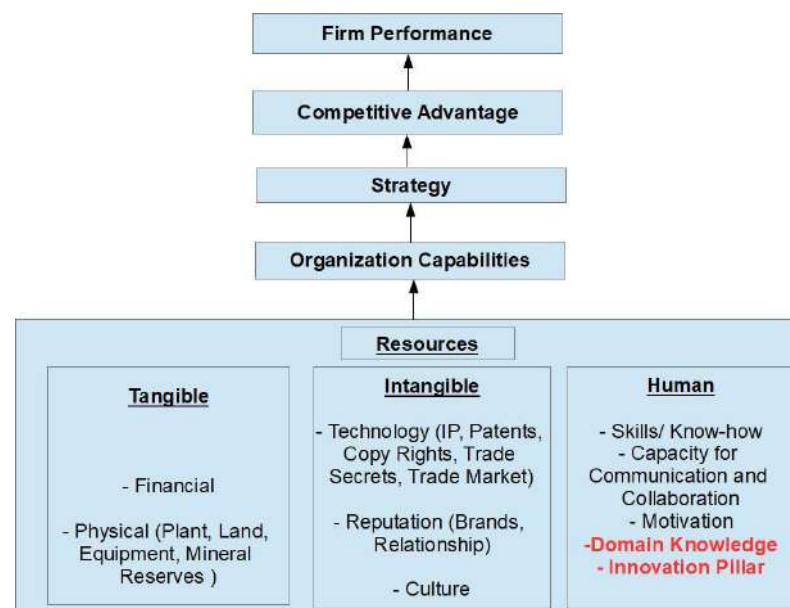 Firm Performance
Competitive Advantage
Strategy
Organization Capabilities
Resources
Tangible
- Financial
- Physical (Plant, Land,
Equipment, Mineral
Reserves )
Intangible
- Technology (IP, Patents,
Copy Rights, Trade
Secrets, Trade Market)
- Reputation (Brands,
Relationship)
- Culture
Human
- Skills/ Know-how
- Capacity for
Communication and
Collaboration
- Motivation
-Domain Knowledge
- Innovation Pillar